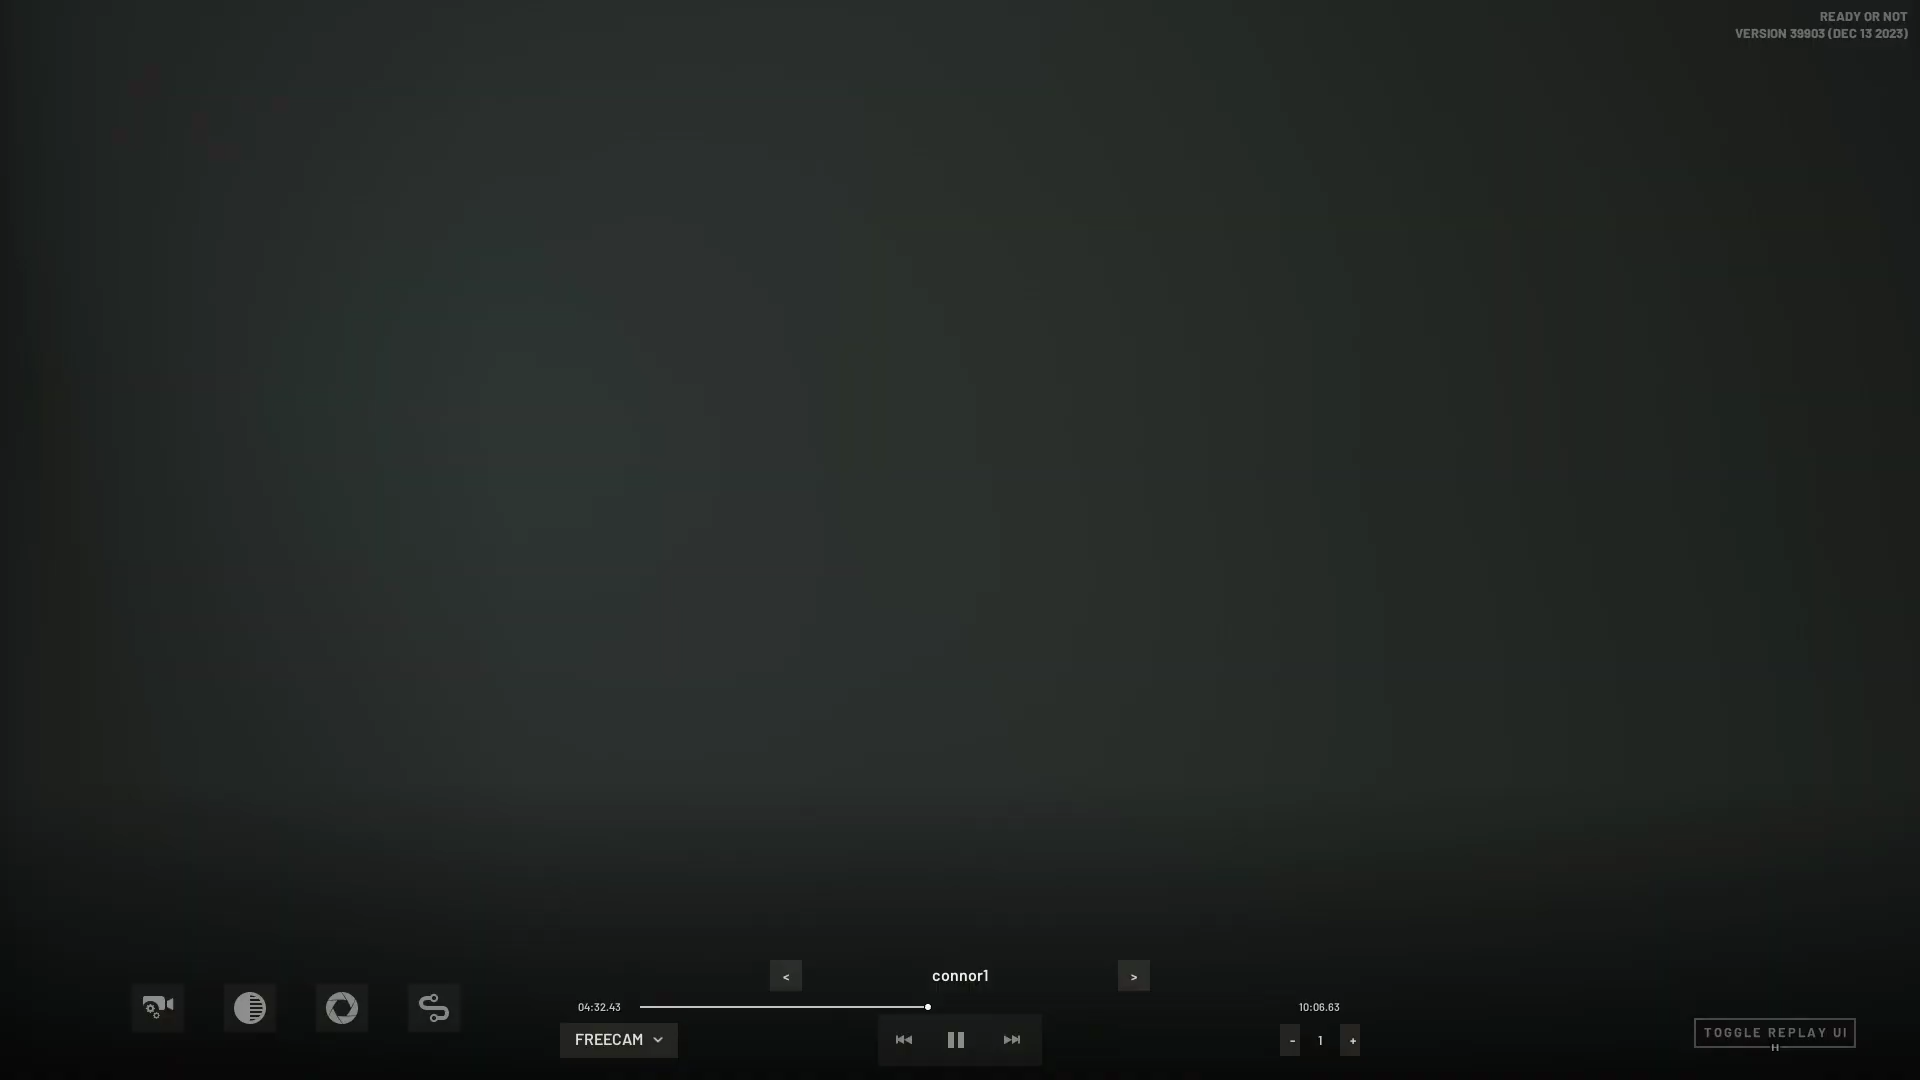 READY OR NOT
VERSION 39903 (DEC 13 2023)
< connor1 >
04:32.43 10:06.63
FREECAM - 1 +
TOGGLE REPLAY UI
H